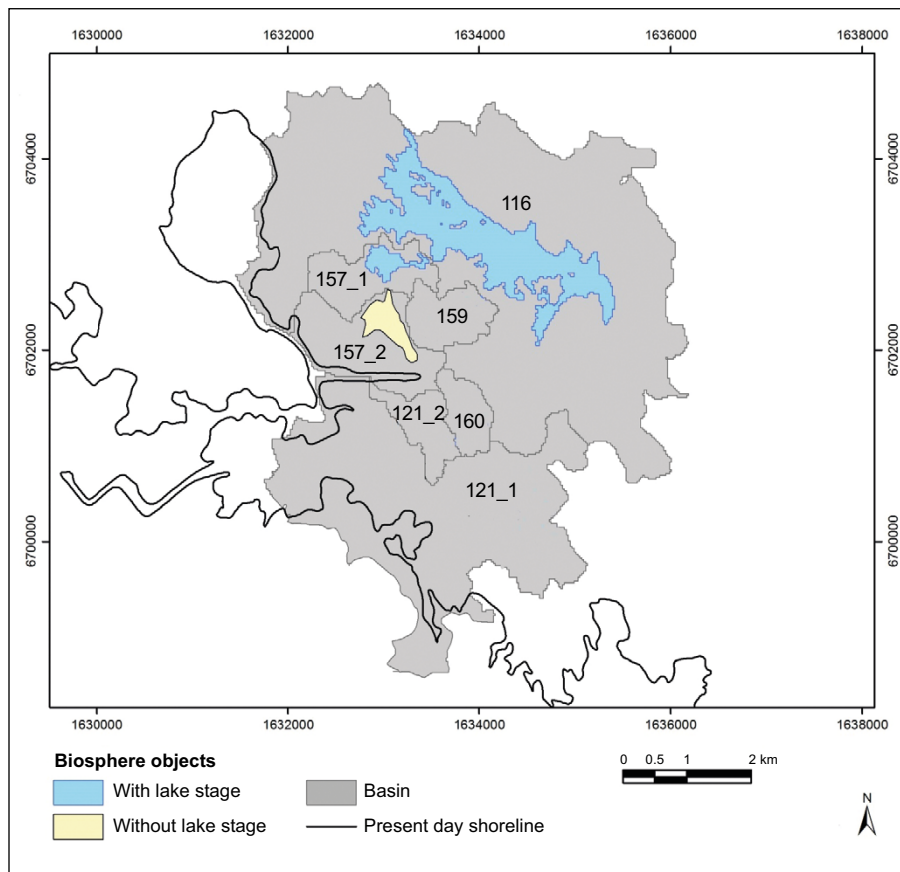 1630000 1632000 1634000 1636000 1638000
6704000 6704000
116
157_1
159
157_2
6702000 6702000
121_2 160
121_1
6700000 6700000
1630000 1632000 1634000 1636000 1638000
Biosphere objects
With lake stage Basin
Without lake stage Present day shoreline
0 0.5 1 2 km
N